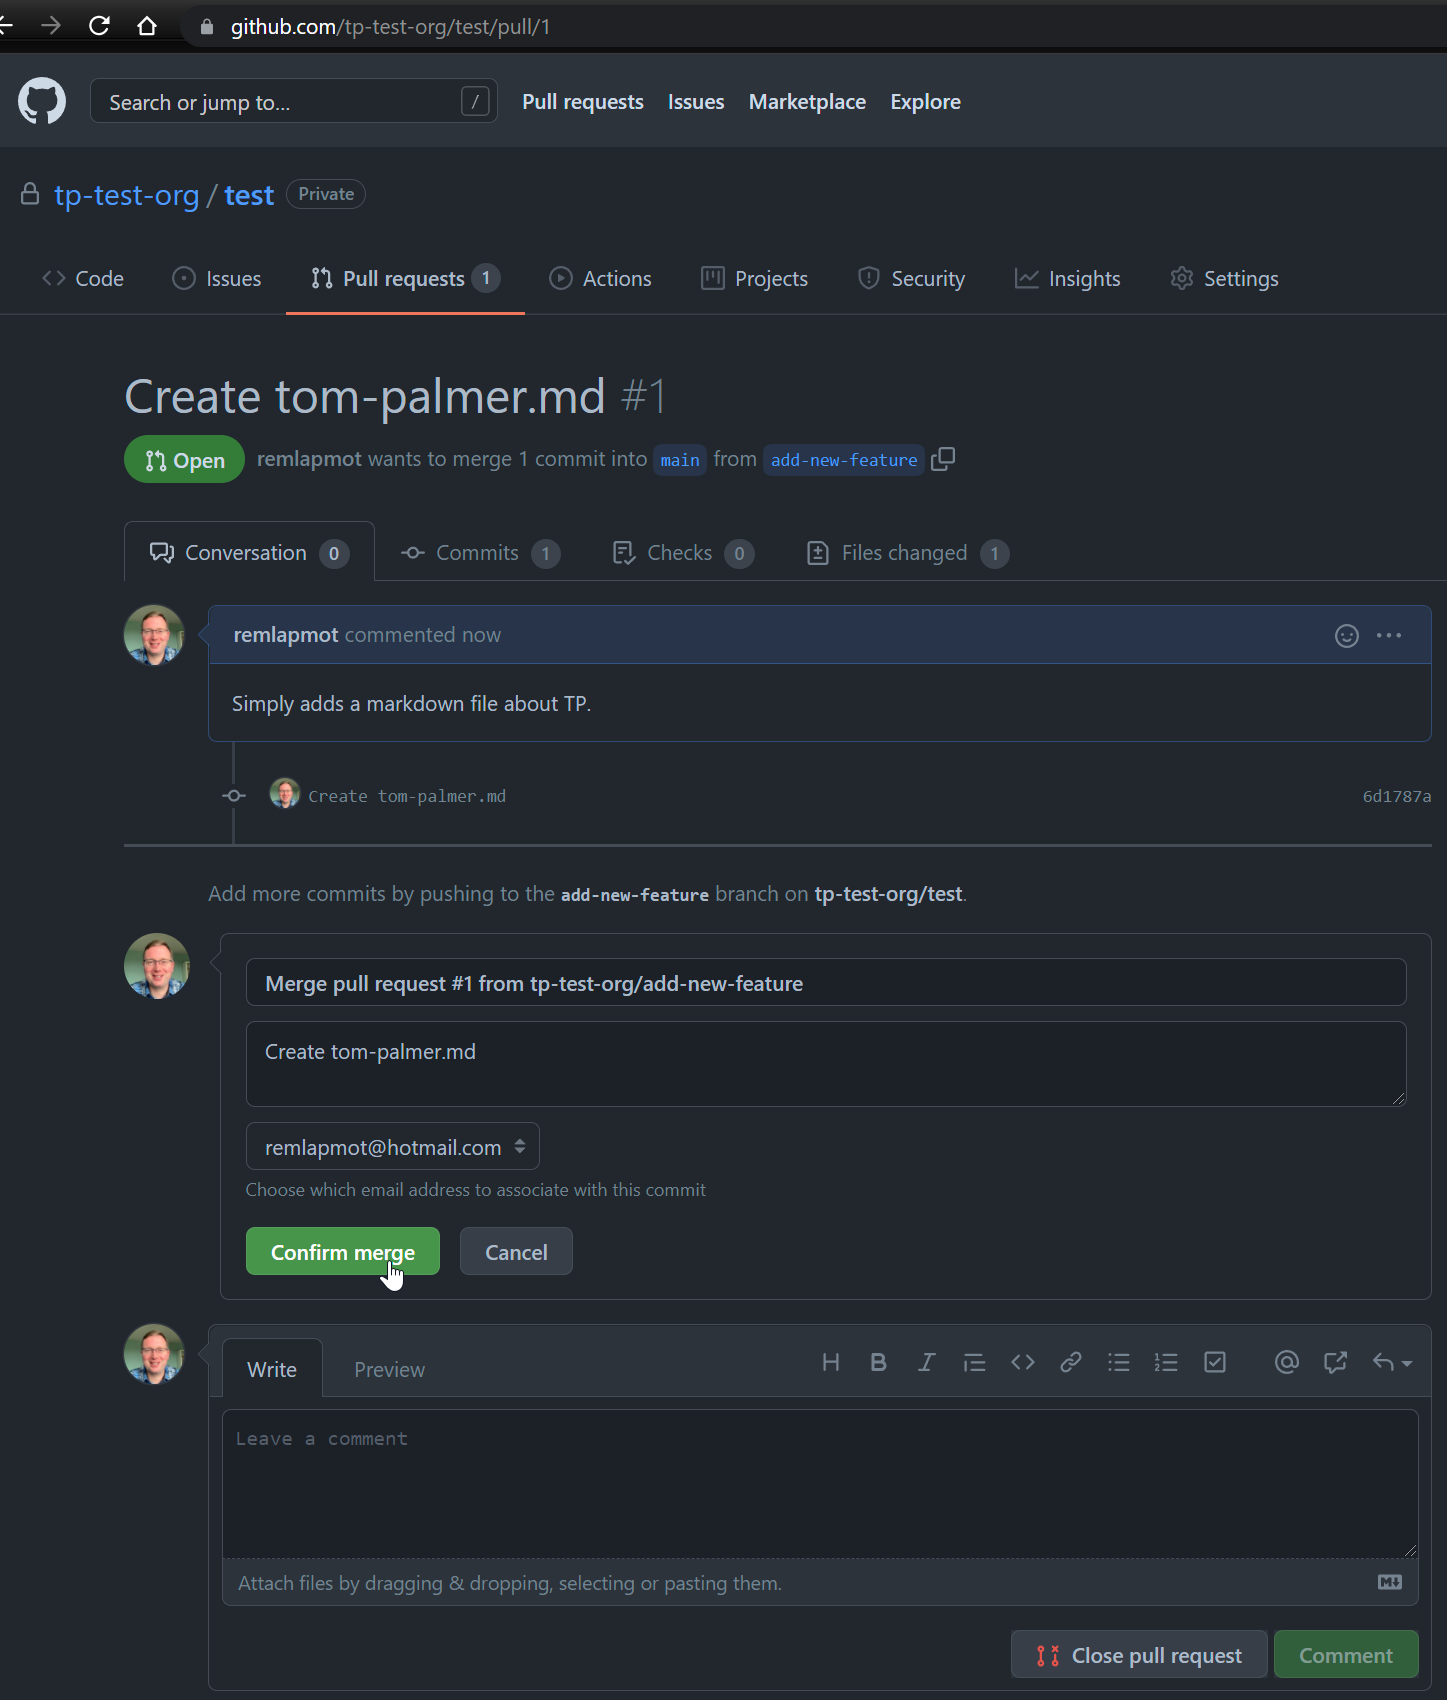 github.com/tp-test-org/test/pull/1
Search or jump to... /
Pull requests Issues Marketplace Explore
tp-test-org / test Private
Code Issues Pull requests 1 Actions Projects Security Insights Settings
Create tom-palmer.md #1
Open remlapmot wants to merge 1 commit into main from add-new-feature
Conversation 0 Commits 1 Checks 0 Files changed 1
remlapmot commented now
Simply adds a markdown file about TP.
Create tom-palmer.md 6d1787a
Add more commits by pushing to the add-new-feature branch on tp-test-org/test.
Merge pull request #1 from tp-test-org/add-new-feature
Create tom-palmer.md
remlapmot@hotmail.com
Choose which email address to associate with this commit
Confirm merge Cancel
Write Preview H B I
Leave a comment
Attach files by dragging & dropping, selecting or pasting them.
Close pull request Comment